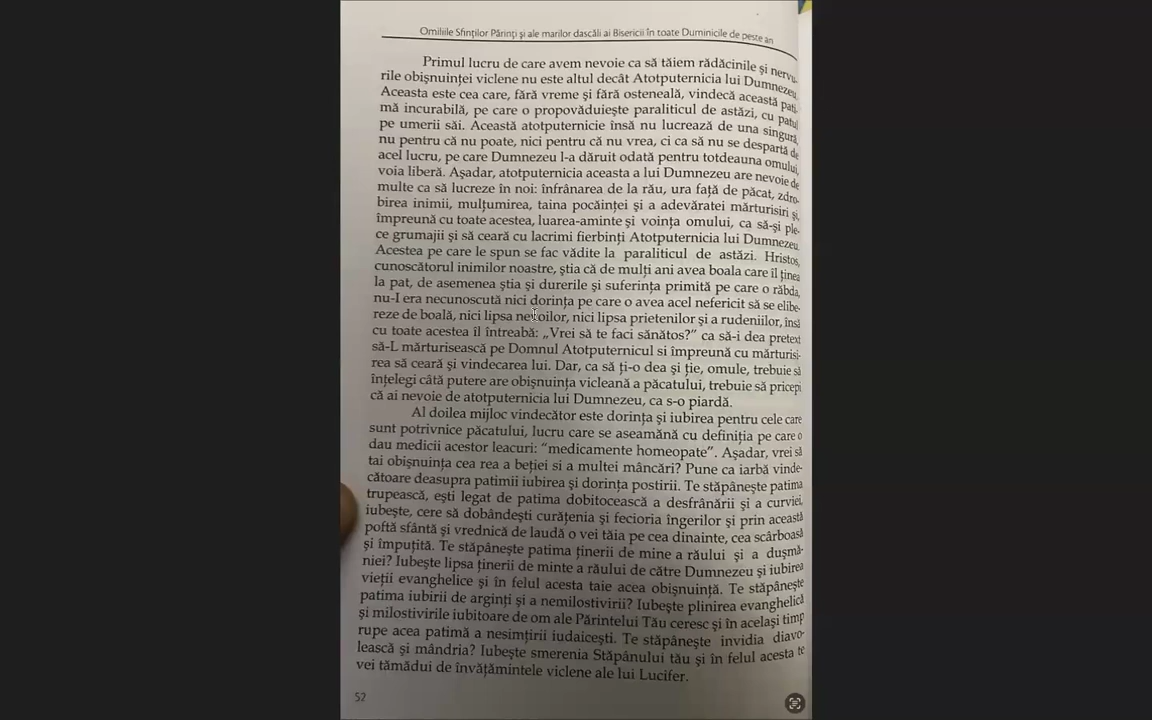 Omiliile Sfinților Părinți și ale marilor dascăli ai Bisericii în toate Duminicile de peste an
Primul lucru de care avem nevoie ca să tăiem rădăcinile și nervu-
rile obișnuinței viclene nu este altul decât Atotputernicia lui Dumnezeu.
Aceasta este cea care, fără vreme și fără osteneală, vindecă această pati-
mă incurabilă, pe care o propovăduiește paraliticul de astăzi, cu patul
pe umerii săi. Această atotputernicie însă nu lucrează de una singură,
nu pentru că nu poate, nici pentru că nu vrea, ci ca să nu se despartă de
acel lucru, pe care Dumnezeu l-a dăruit odată pentru totdeauna omului,
voia liberă. Așadar, atotputernicia aceasta a lui Dumnezeu are nevoie de
multe ca să lucreze în noi: înfrânarea de la rău, ura față de păcat, zdro-
birea inimii, mulțumirea, taina pocăinței și a adevăratei mărturisiri și,
împreună cu toate acestea, luarea-aminte și voința omului, ca să-și ple-
ce grumajii și să ceară cu lacrimi fierbinți Atotputernicia lui Dumnezeu.
Acestea pe care le spun se fac vădite la paraliticul de astăzi. Hristos,
cunoscătorul inimilor noastre, știa că de mulți ani avea boala care îl ținea
la pat, de asemenea știa și durerile și suferința primită pe care o răbda,
nu-I era necunoscută nici dorința pe care o avea acel nefericit să se elibe-
reze de boală, nici lipsa nevoilor, nici lipsa prietenilor și a rudeniilor, însă
cu toate acestea îl întreabă: „Vrei să te faci sănătos?” ca să-i dea pretext
să-L mărturisească pe Domnul Atotputernicul si împreună cu mărturisi-
rea să ceară și vindecarea lui. Dar, ca să ți-o dea și ție, omule, trebuie să
înțelegi câtă putere are obișnuința vicleană a păcatului, trebuie să pricepi
că ai nevoie de atotputernicia lui Dumnezeu, ca s-o piardă.
Al doilea mijloc vindecător este dorința și iubirea pentru cele care
sunt potrivnice păcatului, lucru care se aseamănă cu definiția pe care o
dau medicii acestor leacuri: “medicamente homeopate”. Așadar, vrei să
tai obișnuința cea rea a beției si a multei mâncări? Pune ca iarbă vinde-
cătoare deasupra patimii iubirea și dorința postirii. Te stăpânește patima
trupească, ești legat de patima dobitocească a desfrânării și a curviei,
iubește, cere să dobândești curățenia și fecioria îngerilor și prin această
poftă sfântă și vrednică de laudă o vei tăia pe cea dinainte, cea scârboasă
și împuțită. Te stăpânește patima ținerii de mine a răului și a dușmă-
niei? Iubește lipsa ținerii de minte a răului de către Dumnezeu și iubirea
vieții evanghelice și în felul acesta taie acea obișnuință. Te stăpânește
patima iubirii de arginți și a nemilostivirii? Iubește plinirea evanghelică
și milostivirile iubitoare de om ale Părintelui Tău ceresc și în același timp
rupe acea patimă a nesimțirii iudaicești. Te stăpânește invidia diavo-
lească și mândria? Iubește smerenia Stăpânului tău și în felul acesta te
vei tămădui de învățămintele viclene ale lui Lucifer.
52